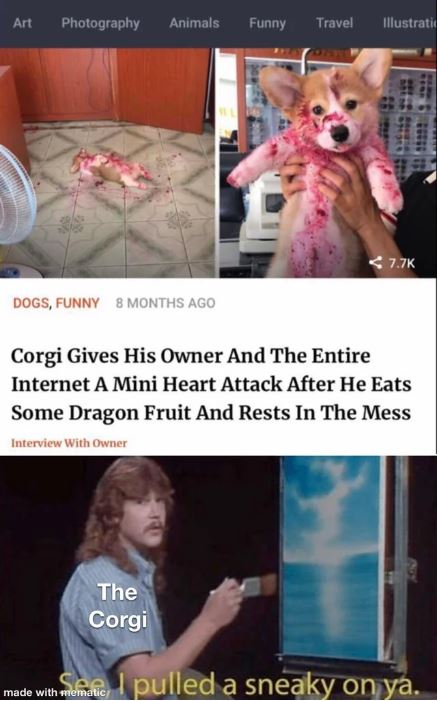 Art Photography Animals Funny Travel
7.7K
DOGS, FUNNY 8 MONTHS AGO
Corgi Gives His Owner And The Entire
Internet A Mini Heart Attack After He Eats
Some Dragon Fruit And Rests In The Mess
Interview With Owner
The
Corgi
See I pulled a sneaky on ya.
made with mematic